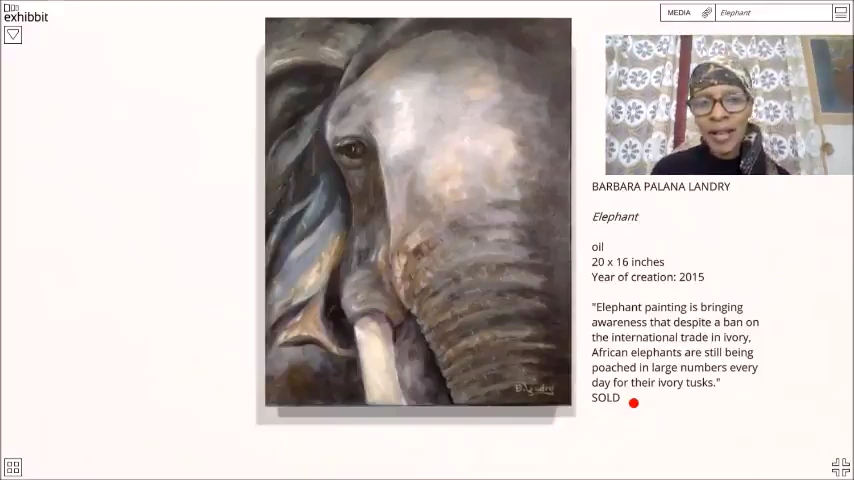 exhibbit
MEDIA
Elephant
BARBARA PALANA LANDRY
Elephant
oil
20 x 16 inches
Year of creation: 2015
"Elephant painting is bringing
awareness that despite a ban on
the international trade in ivory,
African elephants are still being
poached in large numbers every
day for their ivory tusks."
SOLD
B. Landry